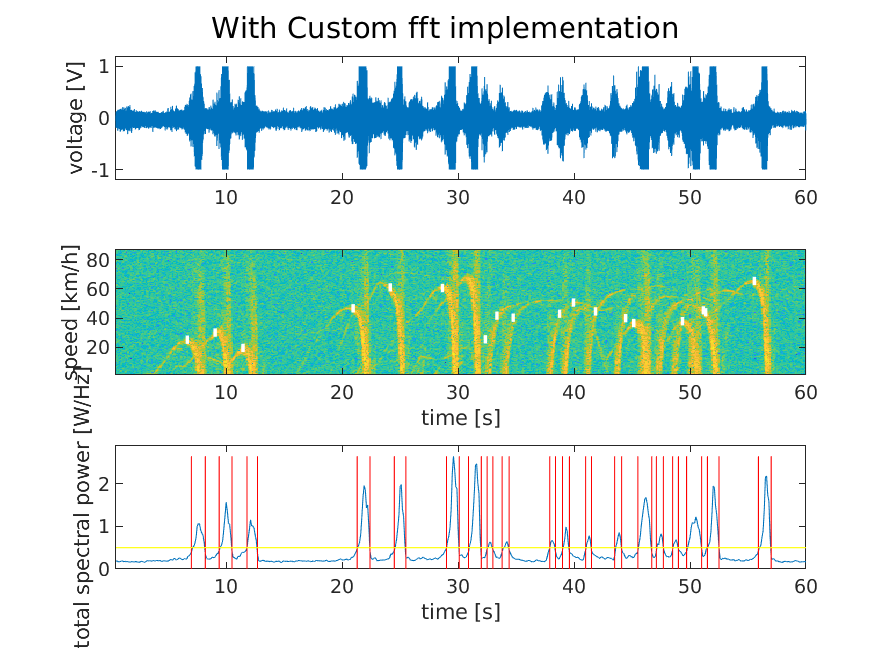 With Custom fft implementation
voltage [V]
1
0
-1
10 20 30 40 50 60
speed [km/h]
80
60
40
20
10 20 30 40 50 60
time [s]
total spectral power [W/Hz]
2
1
0
10 20 30 40 50 60
time [s]